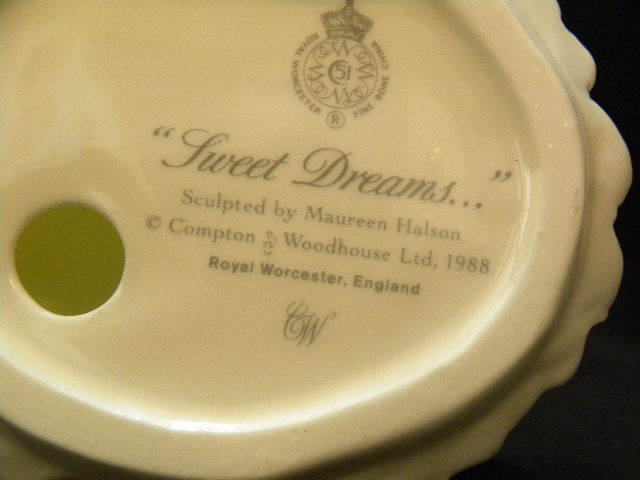 ROYAL WORCESTER FINE BONE CHINA
51
®
"Sweet Dreams..."
Sculpted by Maureen Halson
© Compton & Woodhouse Ltd, 1988
Royal Worcester, England
CW